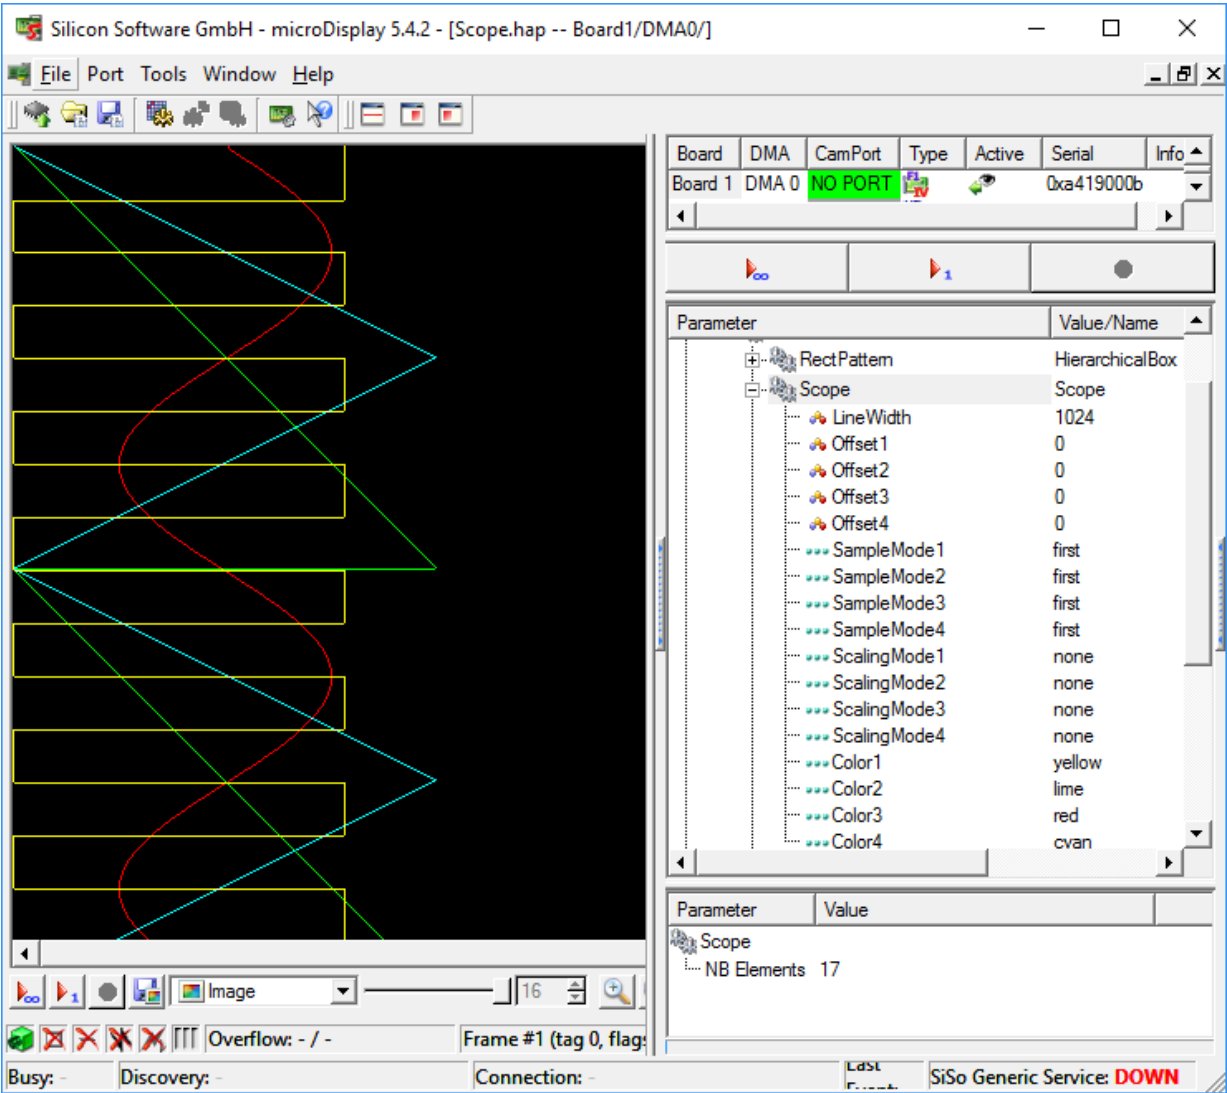 Silicon Software GmbH - microDisplay 5.4.2 - [Scope.hap -- Board1/DMA0/]
File Port Tools Window Help
Board DMA CamPort Type Active Serial Info
Board 1 DMA 0 NO PORT 0xa419000b
∞ 1
Parameter Value/Name
RectPattern HierarchicalBox
Scope Scope
LineWidth 1024
Offset1 0
Offset2 0
Offset3 0
Offset4 0
SampleMode1 first
SampleMode2 first
SampleMode3 first
SampleMode4 first
ScalingMode1 none
ScalingMode2 none
ScalingMode3 none
ScalingMode4 none
Color1 yellow
Color2 lime
Color3 red
Color4 cyan
Parameter Value
Scope
NB Elements 17
∞ 1 Image 16
Overflow: - / - Frame #1 (tag 0, flags
Busy: - Discovery: - Connection: - Last SiSo Generic Service: DOWN